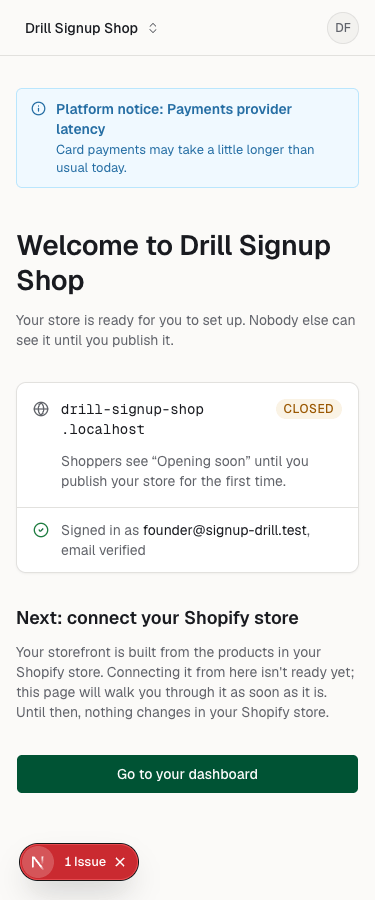 Drill Signup Shop
DF
Platform notice: Payments provider
latency
Card payments may take a little longer than
usual today.
Welcome to Drill Signup
Shop
Your store is ready for you to set up. Nobody else can
see it until you publish it.
drill-signup-shop
.localhost
CLOSED
Shoppers see “Opening soon” until you
publish your store for the first time.
Signed in as founder@signup-drill.test,
email verified
Next: connect your Shopify store
Your storefront is built from the products in your
Shopify store. Connecting it from here isn't ready yet;
this page will walk you through it as soon as it is.
Until then, nothing changes in your Shopify store.
Go to your dashboard
N
1 Issue